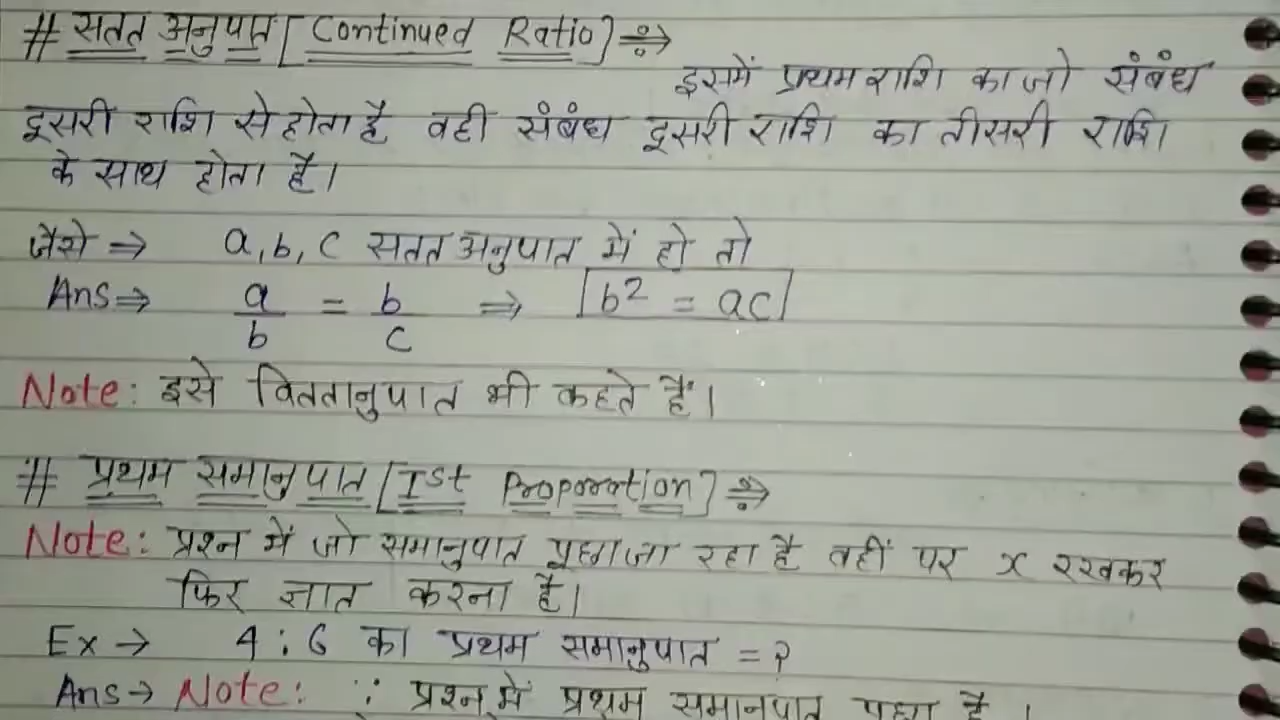 # सतत अनुपात [Continued Ratio] ⇒
इसमें प्रथम राशि का जो संबंध
दूसरी राशि से होता है वही संबंध दूसरी राशि का तीसरी राशि
के साथ होता है।
जैसे ⇒ a, b, c सतत अनुपात में हो तो
Ans ⇒ a/b = b/c ⇒ b² = ac
Note: इसे विततानुपात भी कहते हैं।
# प्रथम समानुपात [Ist Proporation] ⇒
Note: प्रश्न में जो समानुपात पूछा जा रहा है वहीं पर x रखकर
फिर ज्ञात करना है।
Ex → 4 : 6 का प्रथम समानुपात = ?
Ans → Note: ∵ प्रश्न में प्रथम समानुपात पूछा है।